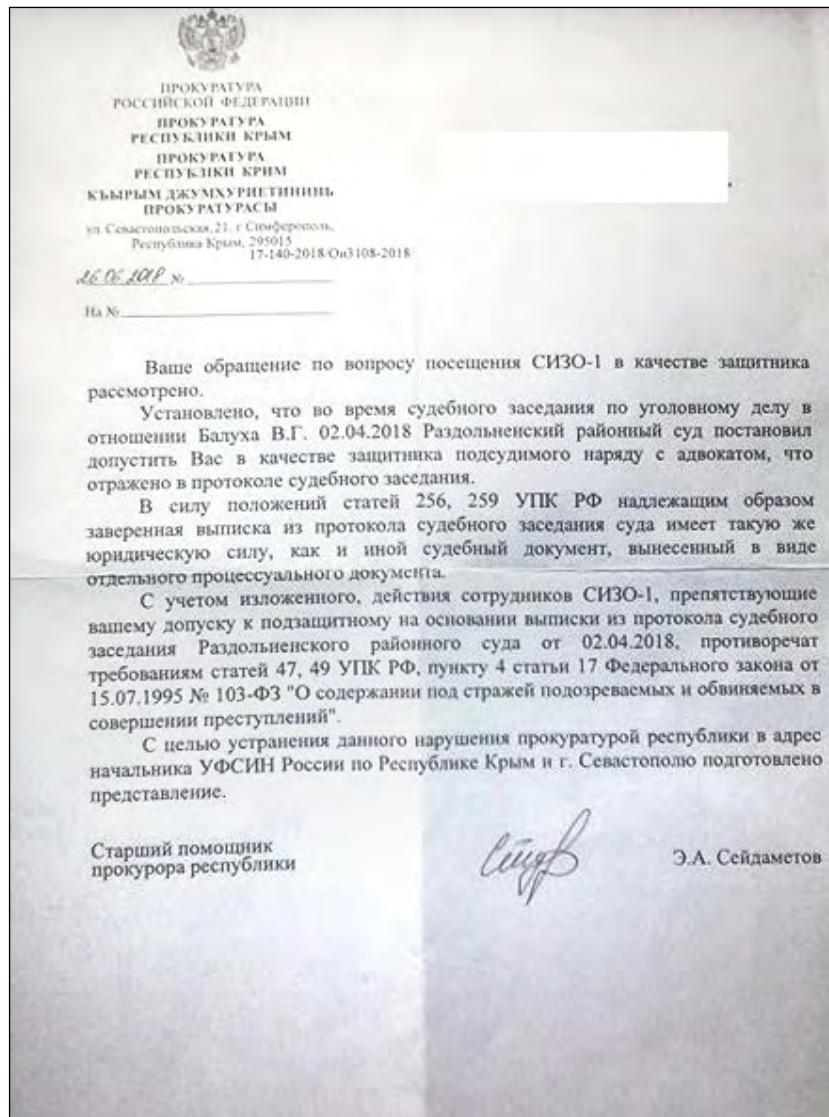 ПРОКУРАТУРА
РОССИЙСКОЙ ФЕДЕРАЦИИ
ПРОКУРАТУРА
РЕСПУБЛИКИ КРЫМ
ПРОКУРАТУРА
РЕСПУБЛІКИ КРИМ
КЪЫРЫМ ДЖУМХУРИЕТИНИНЬ
ПРОКУРАТУРАСЫ
ул. Севастопольская, 21, г. Симферополь,
Республика Крым, 295015
17-140-2018/Он3108-2018
26.06.2018 №
На №
Ваше обращение по вопросу посещения СИЗО-1 в качестве защитника
рассмотрено.
Установлено, что во время судебного заседания по уголовному делу в
отношении Балуха В.Г. 02.04.2018 Раздольненский районный суд постановил
допустить Вас в качестве защитника подсудимого наряду с адвокатом, что
отражено в протоколе судебного заседания.
В силу положений статей 256, 259 УПК РФ надлежащим образом
заверенная выписка из протокола судебного заседания суда имеет такую же
юридическую силу, как и иной судебный документ, вынесенный в виде
отдельного процессуального документа.
С учетом изложенного, действия сотрудников СИЗО-1, препятствующие
вашему допуску к подзащитному на основании выписки из протокола судебного
заседания Раздольненского районного суда от 02.04.2018, противоречат
требованиям статей 47, 49 УПК РФ, пункту 4 статьи 17 Федерального закона от
15.07.1995 № 103-ФЗ "О содержании под стражей подозреваемых и обвиняемых в
совершении преступлений".
С целью устранения данного нарушения прокуратурой республики в адрес
начальника УФСИН России по Республике Крым и г. Севастополю подготовлено
представление.
Старший помощник
прокурора республики
Э.А. Сейдаметов